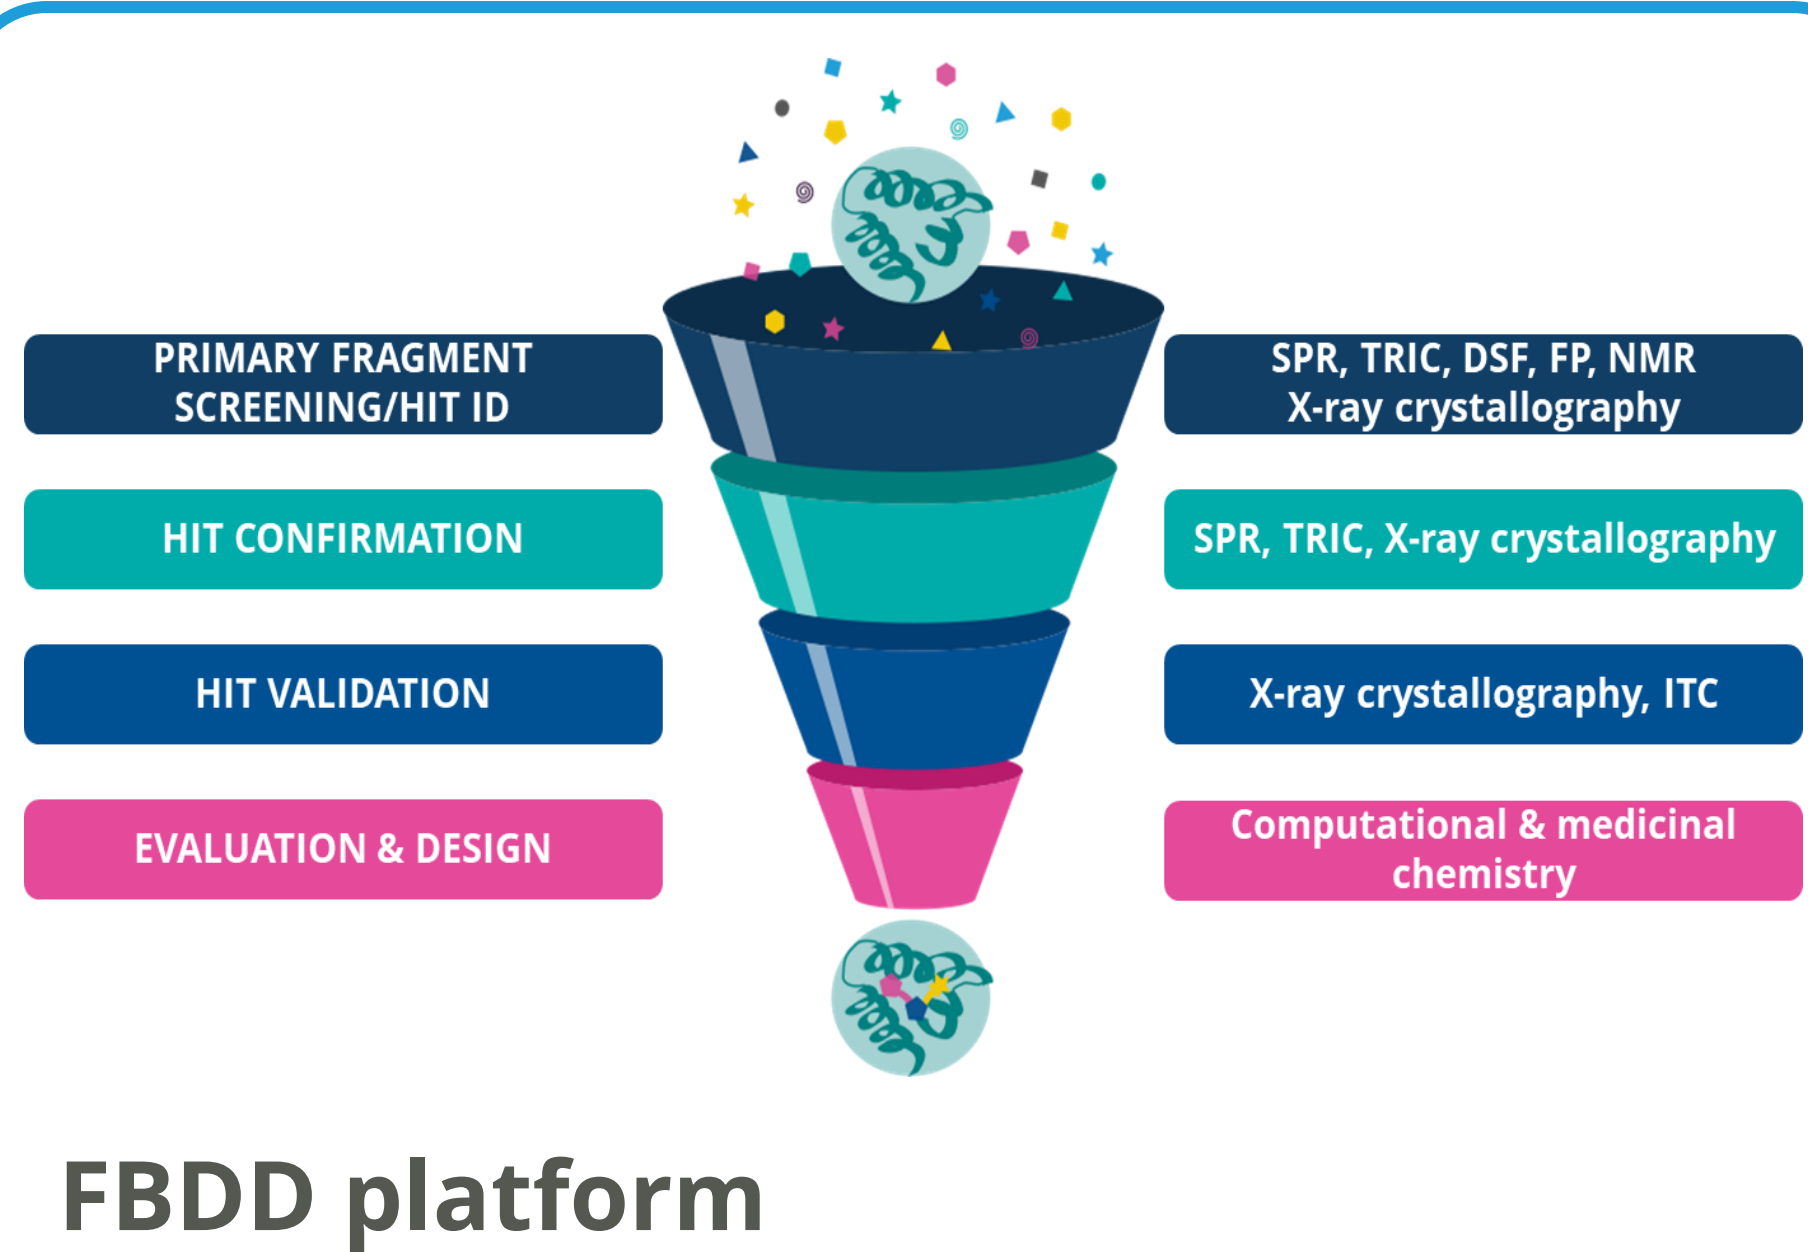 PRIMARY FRAGMENT
SCREENING/HIT ID
SPR, TRIC, DSF, FP, NMR
X-ray crystallography
HIT CONFIRMATION
SPR, TRIC, X-ray crystallography
HIT VALIDATION
X-ray crystallography, ITC
EVALUATION & DESIGN
Computational & medicinal
chemistry
FBDD platform